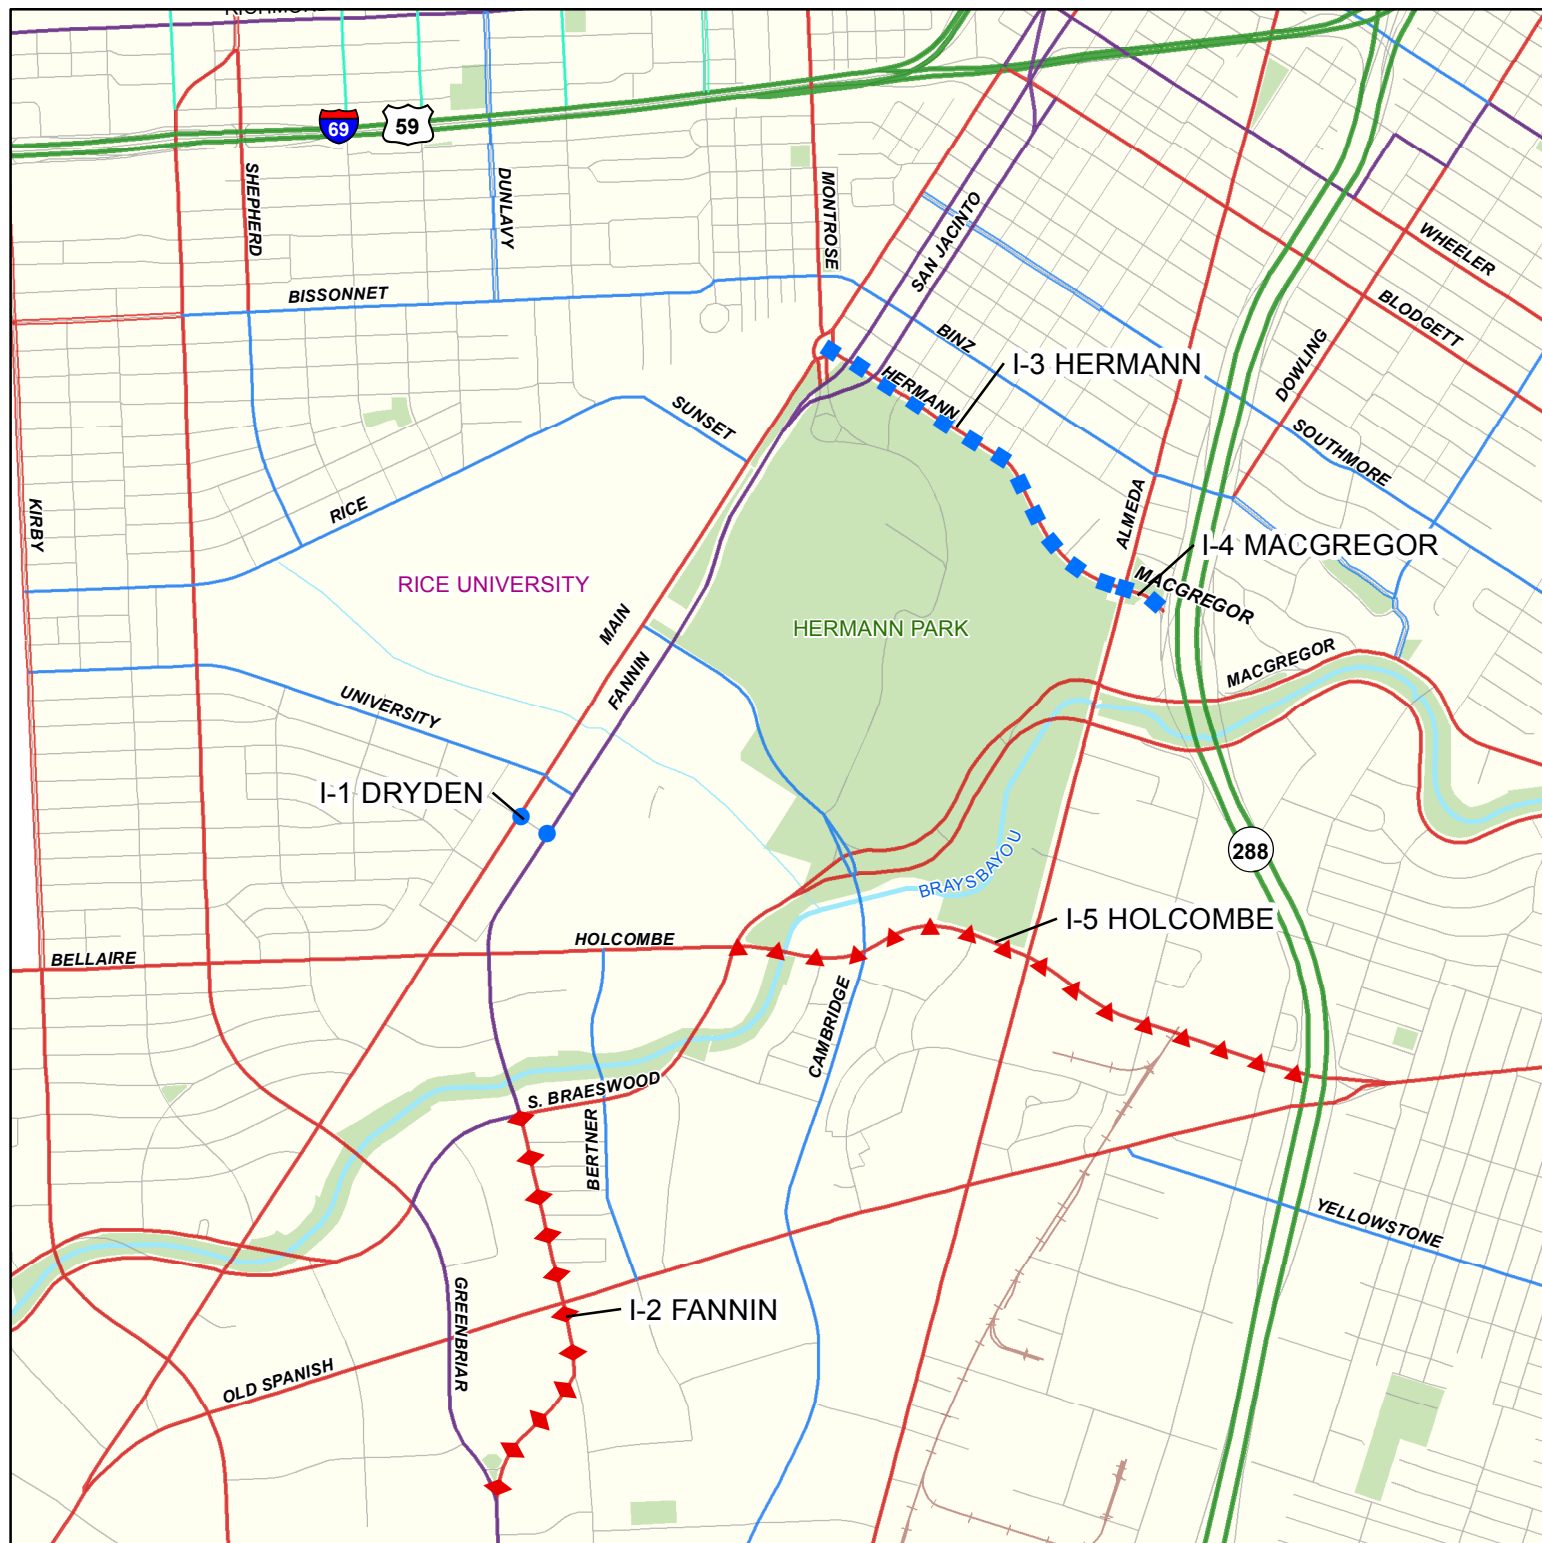 69
59
SHEPHERD
DUNLAVY
MONTROSE
SAN JACINTO
WHEELER
BLODGETT
BISSONNET
BINZ
DOWLING
I-3 HERMANN
HERMANN
SUNSET
SOUTHMORE
KIRBY
RICE
ALMEDA
I-4 MACGREGOR
MACGREGOR
RICE UNIVERSITY
MAIN
HERMANN PARK
MACGREGOR
FANNIN
UNIVERSITY
I-1 DRYDEN
288
BRAYS BAYOU
I-5 HOLCOMBE
HOLCOMBE
BELLAIRE
CAMBRIDGE
S. BRAESWOOD
BERTNER
YELLOWSTONE
GREENBRIAR
I-2 FANNIN
OLD SPANISH